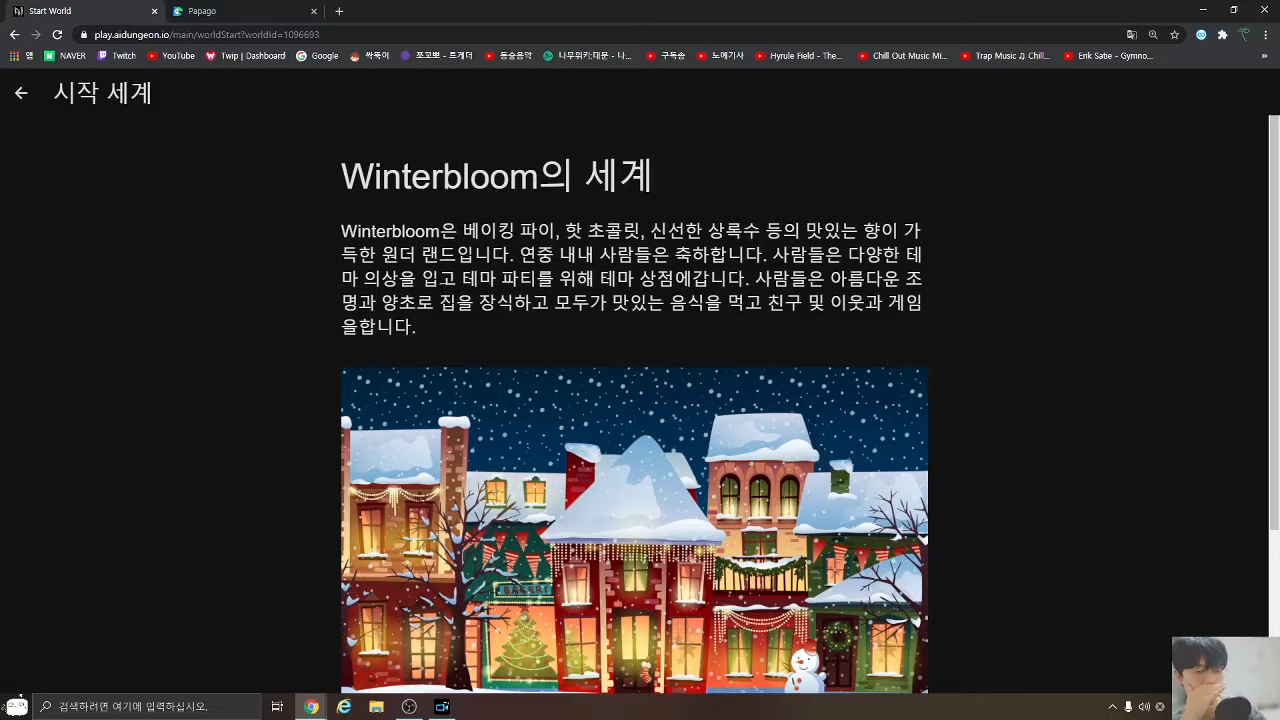 Start World
Papago
play.aidungeon.io/main/worldStart?worldId=1096693
앱
NAVER
Twitch
YouTube
Twip | Dashboard
Google
싹뚝이
쪼꼬뽀 - 트게더
동숲음악
나무위키:대문 - 나...
구독송
노예기사
Hyrule Field - The...
Chill Out Music Mi...
Trap Music ♫ Chil...
Erik Satie - Gymno...
시작 세계
Winterbloom의 세계
Winterbloom은 베이킹 파이, 핫 초콜릿, 신선한 상록수 등의 맛있는 향이 가
득한 원더 랜드입니다. 연중 내내 사람들은 축하합니다. 사람들은 다양한 테
마 의상을 입고 테마 파티를 위해 테마 상점에갑니다. 사람들은 아름다운 조
명과 양초로 집을 장식하고 모두가 맛있는 음식을 먹고 친구 및 이웃과 게임
을합니다.
BAKERY
검색하려면 여기에 입력하십시오.